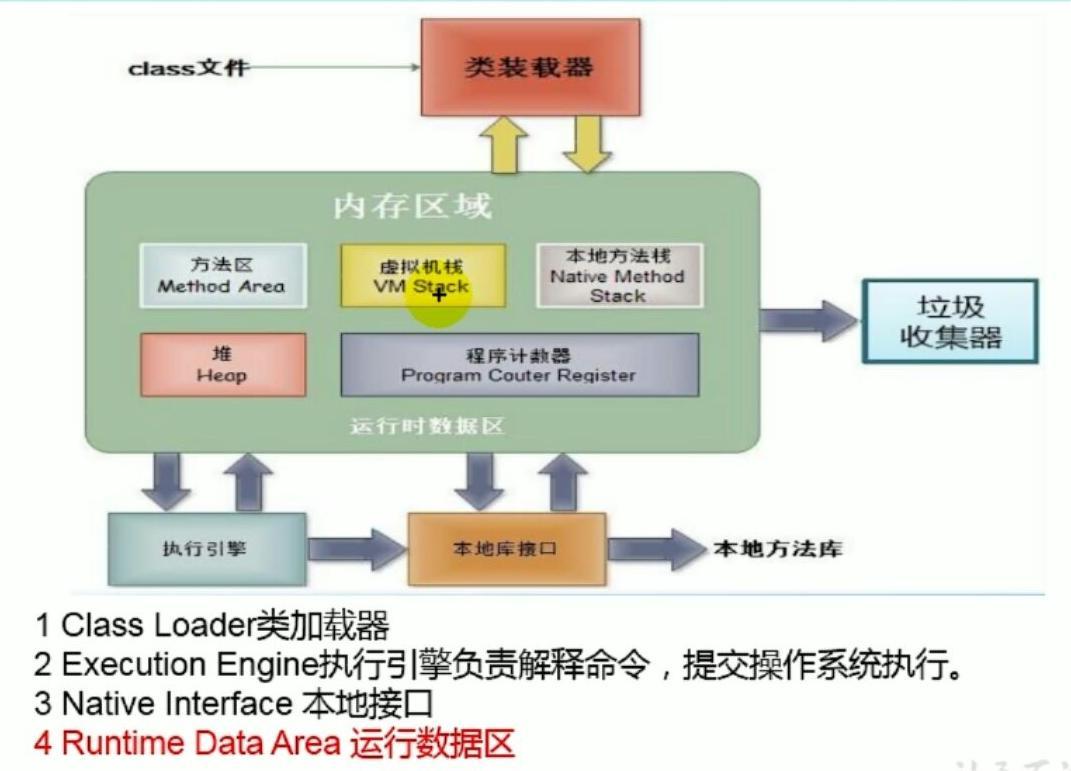 class文件
类装载器
内存区域
方法区
Method Area
虚拟机栈
VM Stack
本地方法栈
Native Method
Stack
堆
Heap
程序计数器
Program Couter Register
运行时数据区
垃圾
收集器
执行引擎
本地库接口
本地方法库
1 Class Loader类加载器
2 Execution Engine执行引擎负责解释命令，提交操作系统执行。
3 Native Interface 本地接口
4 Runtime Data Area 运行数据区